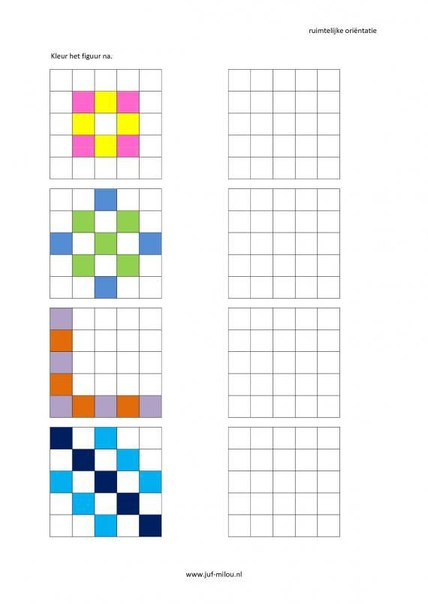 ruimtelijke oriëntatie
Kleur het figuur na.
www.juf-milou.nl